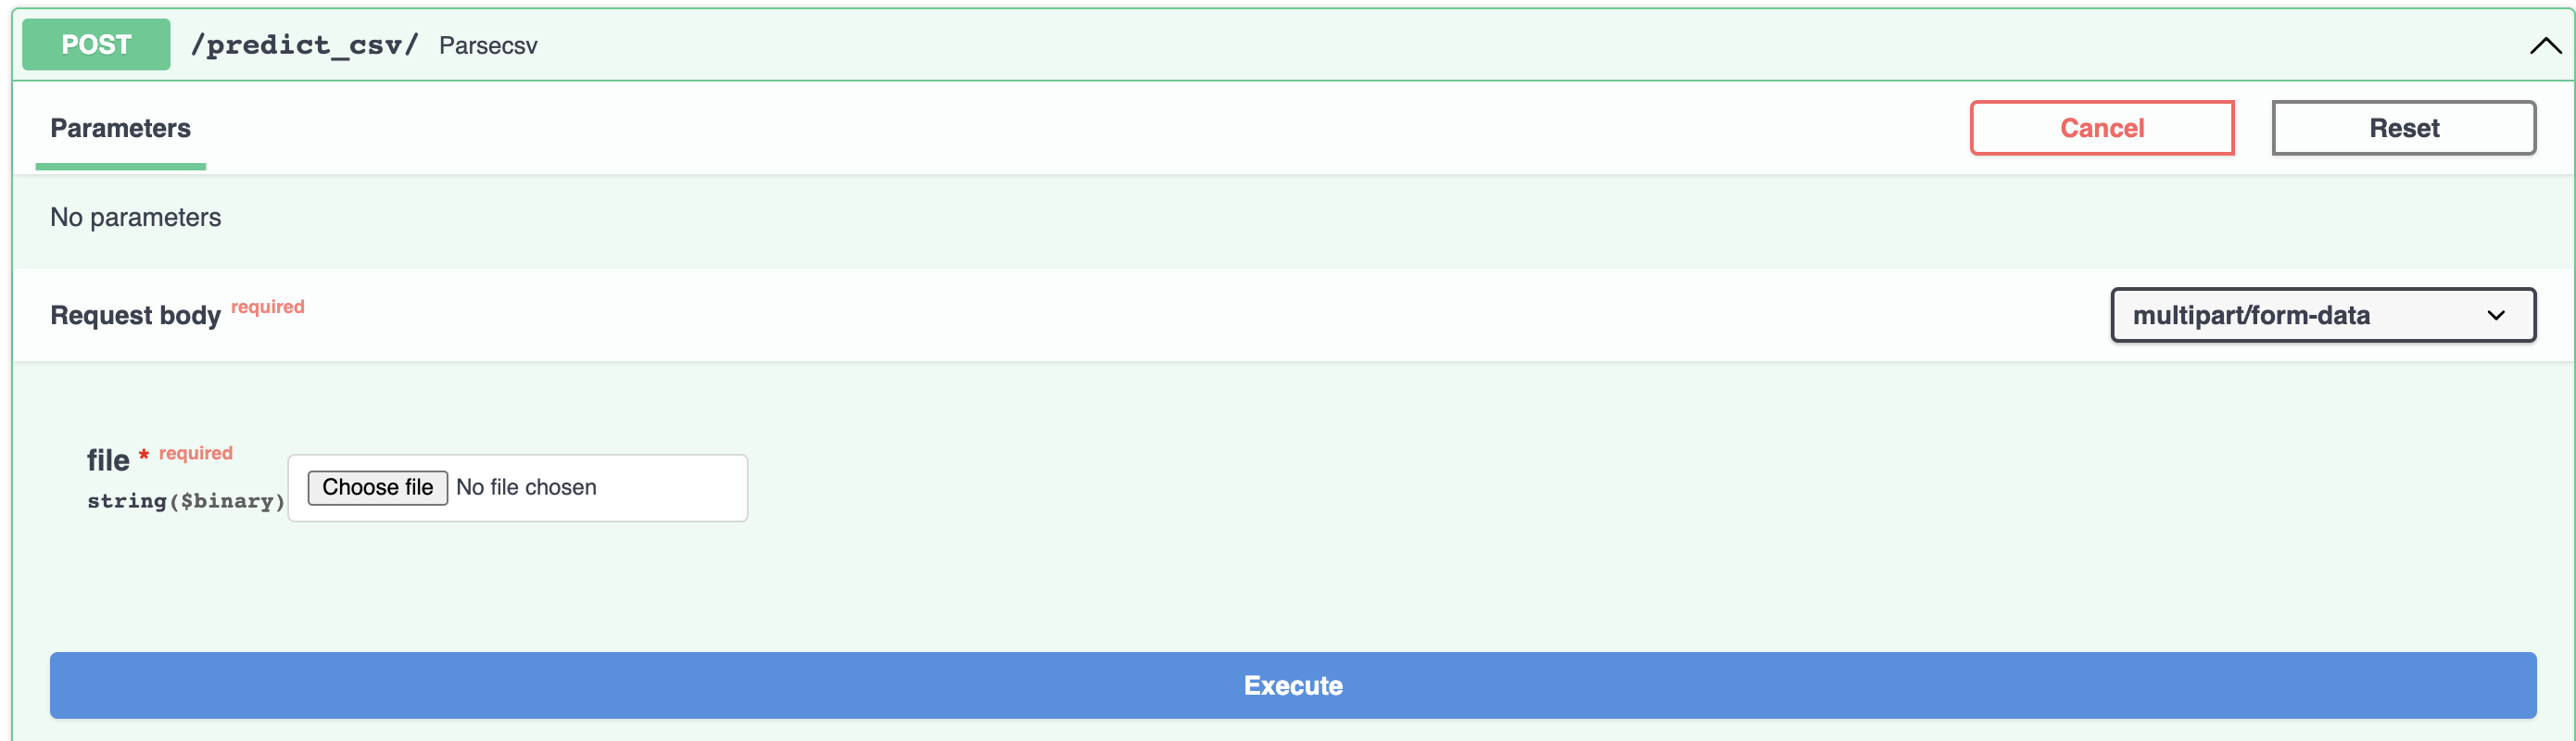 POST /predict_csv/ Parsecsv
Parameters Cancel Reset
No parameters
Request body required multipart/form-data
file * required
string($binary) Choose file No file chosen
Execute